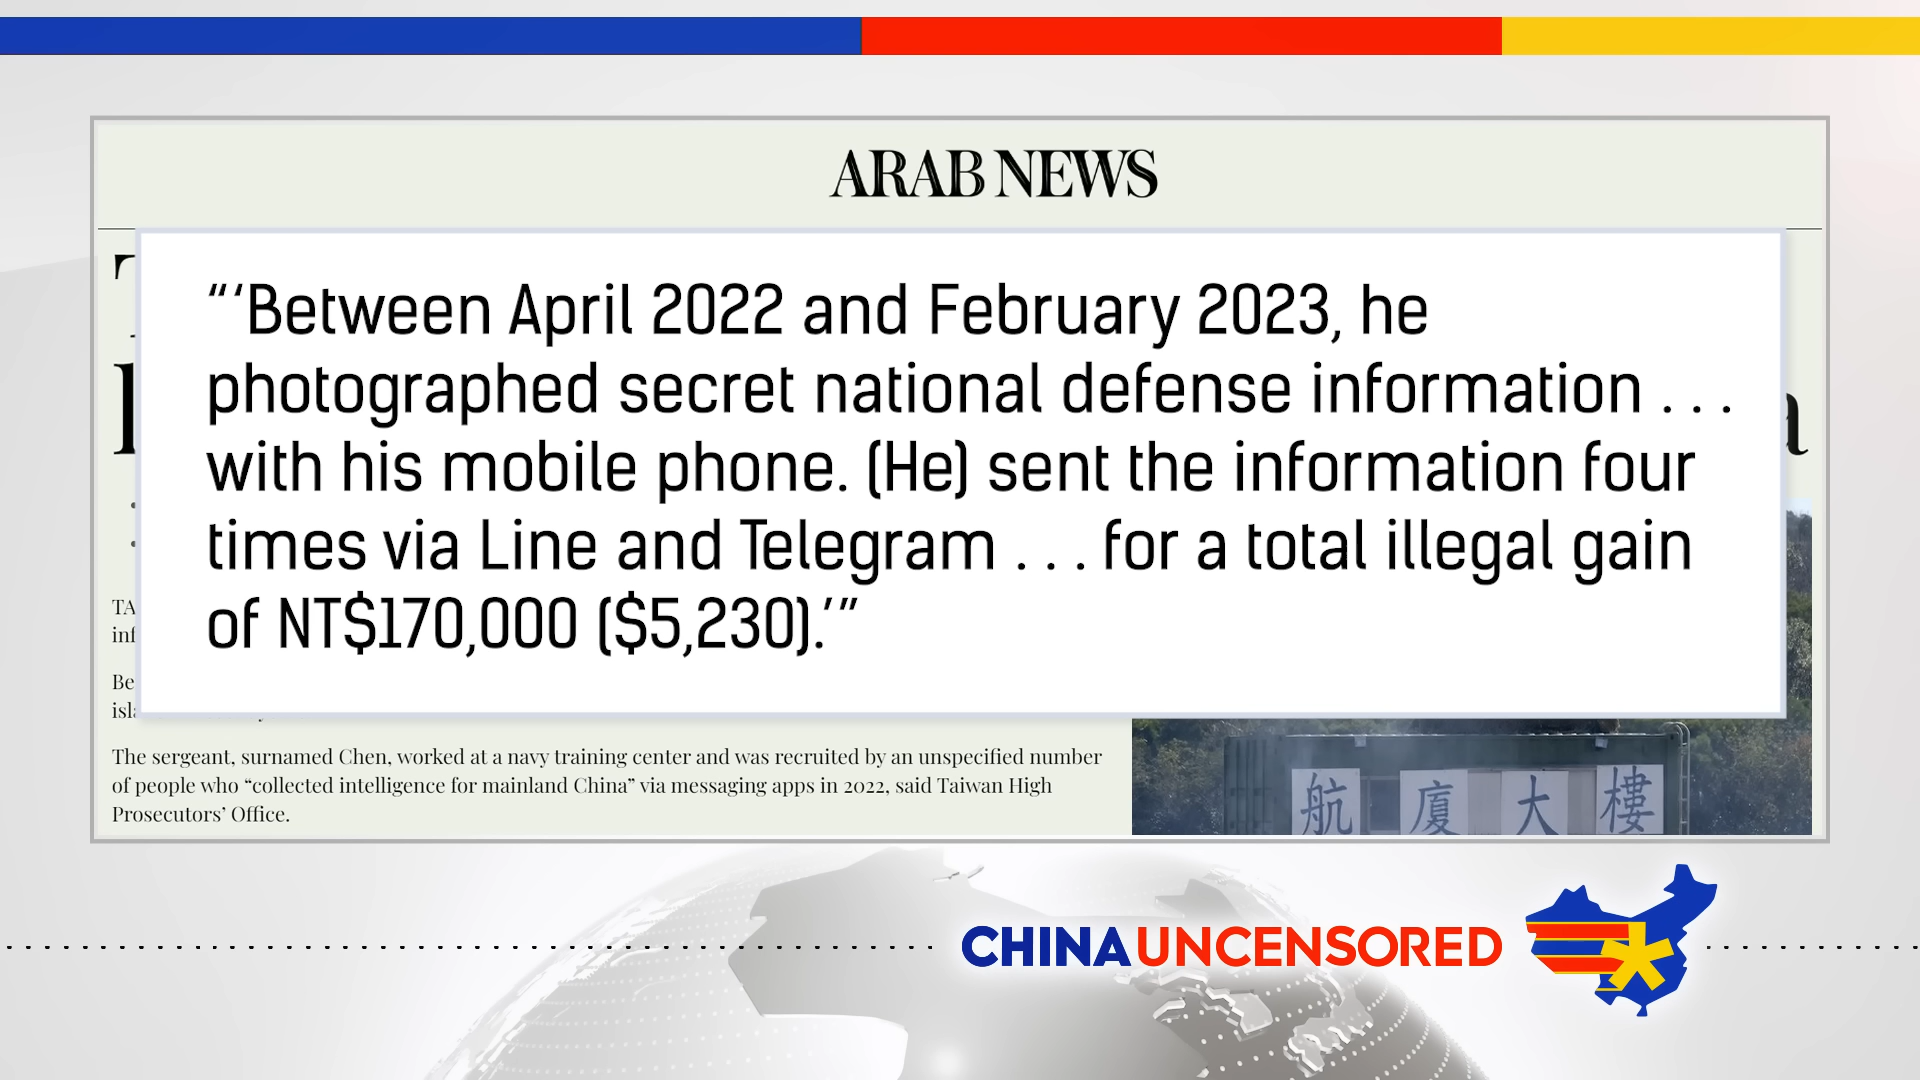 ARAB NEWS
“‘Between April 2022 and February 2023, he
photographed secret national defense information . . .
with his mobile phone. (He) sent the information four
times via Line and Telegram . . . for a total illegal gain
of NT$170,000 ($5,230).’”
The sergeant, surnamed Chen, worked at a navy training center and was recruited by an unspecified number
of people who “collected intelligence for mainland China” via messaging apps in 2022, said Taiwan High
Prosecutors’ Office.
航廈大樓
CHINA UNCENSORED